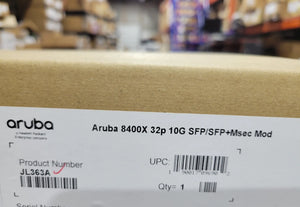 aruba
a Hewlett Packard
Enterprise company
Aruba 8400X 32p 10G SFP/SFP+Msec Mod
Product Number
JL363A
UPC:
Qty= 1